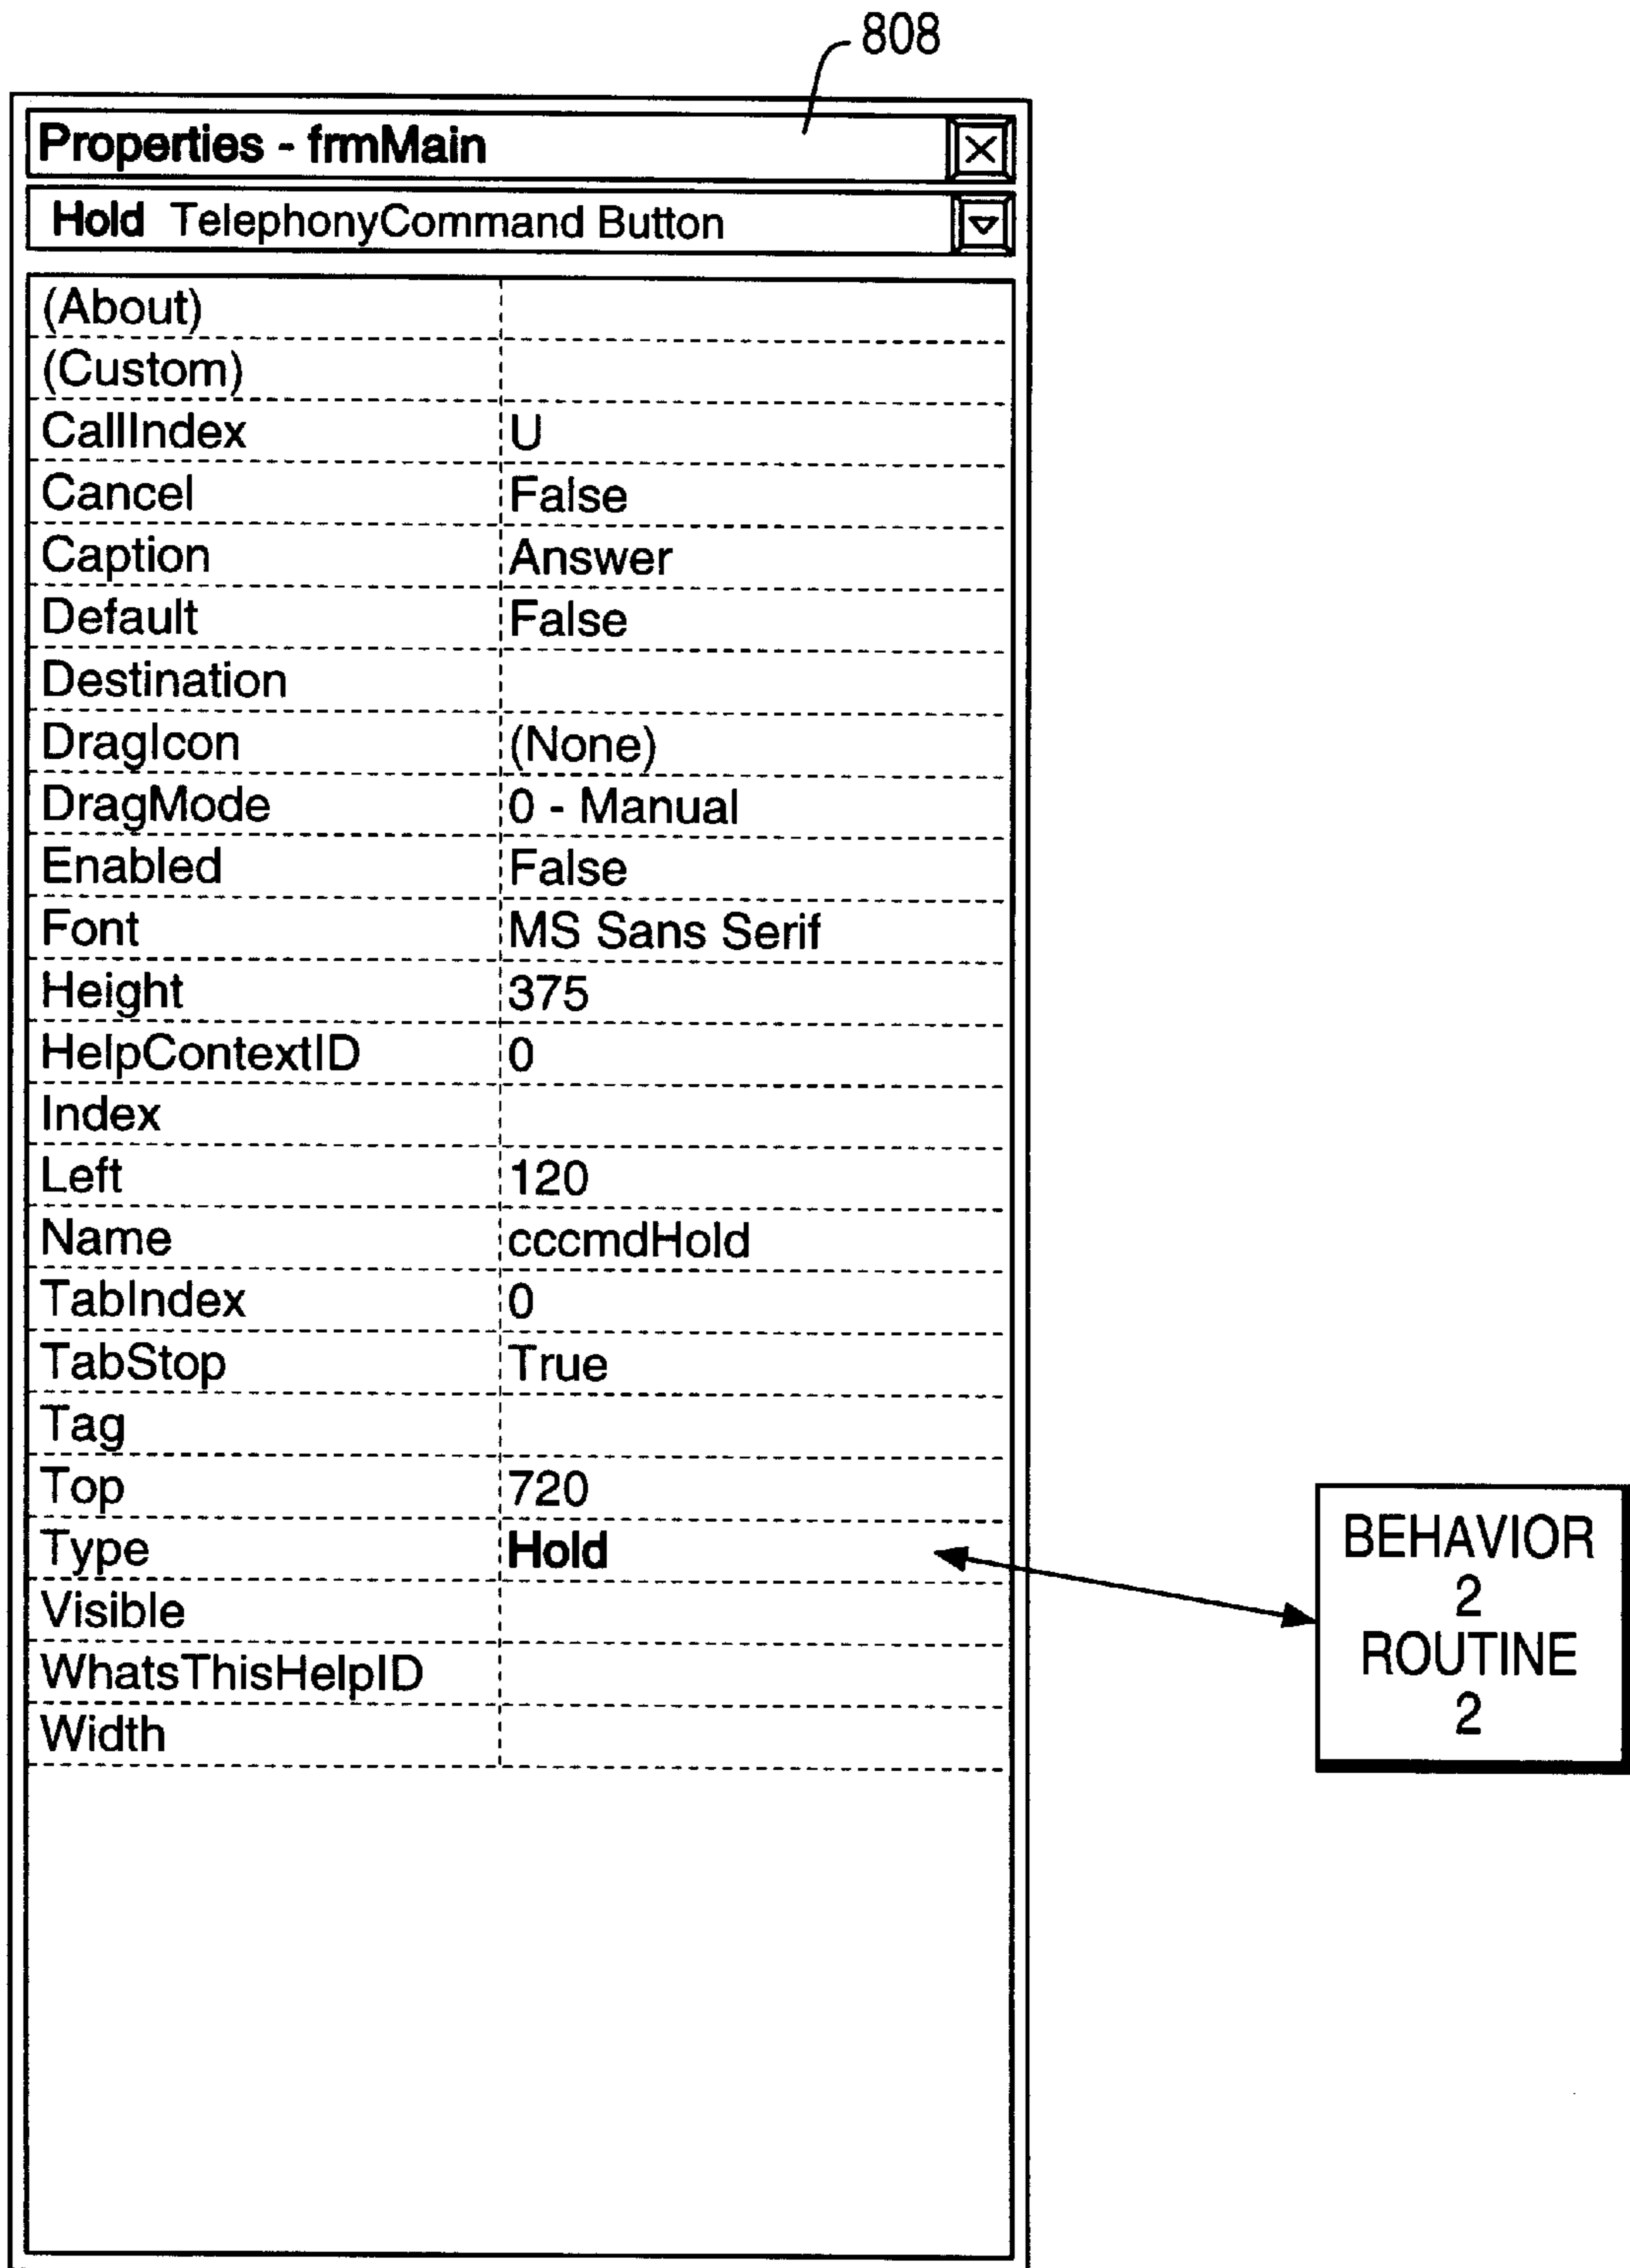 808
Properties - frmMain
Hold TelephonyCommand Button
(About)
(Custom)
CallIndex U
Cancel False
Caption Answer
Default False
Destination
DragIcon (None)
DragMode 0 - Manual
Enabled False
Font MS Sans Serif
Height 375
HelpContextID 0
Index
Left 120
Name cccmdHold
TabIndex 0
TabStop True
Tag
Top 720
Type Hold
Visible
WhatsThisHelpID
Width
BEHAVIOR
2
ROUTINE
2